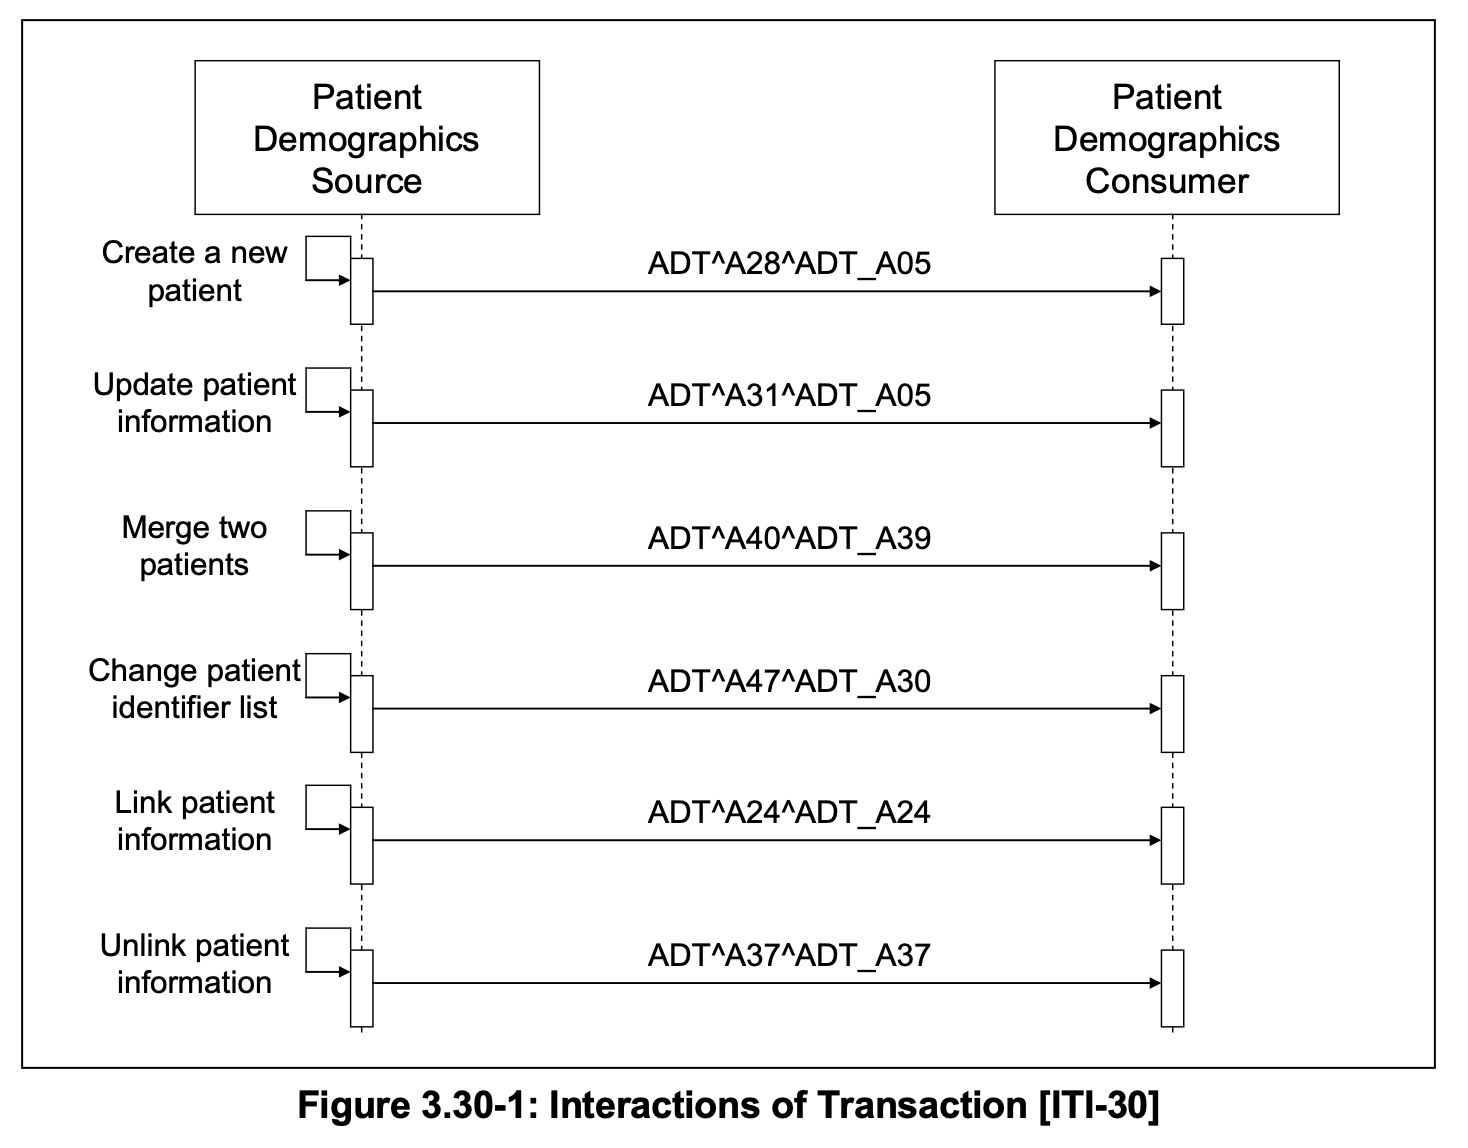 Patient
Demographics
Source
Patient
Demographics
Consumer
Create a new
patient
ADT^A28^ADT_A05
Update patient
information
ADT^A31^ADT_A05
Merge two
patients
ADT^A40^ADT_A39
Change patient
identifier list
ADT^A47^ADT_A30
Link patient
information
ADT^A24^ADT_A24
Unlink patient
information
ADT^A37^ADT_A37
Figure 3.30-1: Interactions of Transaction [ITI-30]